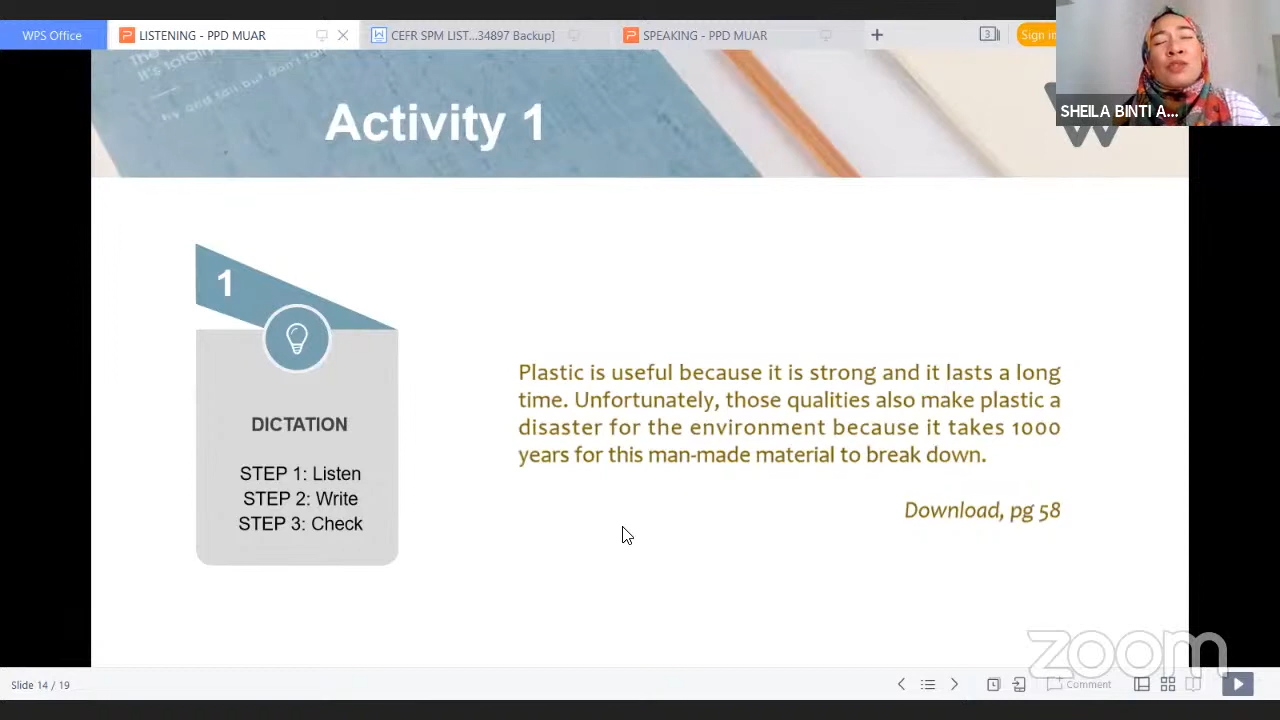 WPS Office
LISTENING - PPD MUAR
CEFR SPM LIST...34897 Backup]
SPEAKING - PPD MUAR
3
Sign in
SHEILA BINTI A...
Activity 1
1
DICTATION
STEP 1: Listen
STEP 2: Write
STEP 3: Check
Plastic is useful because it is strong and it lasts a long
time. Unfortunately, those qualities also make plastic a
disaster for the environment because it takes 1000
years for this man-made material to break down.
Download, pg 58
zoom
Slide 14 / 19
Comment